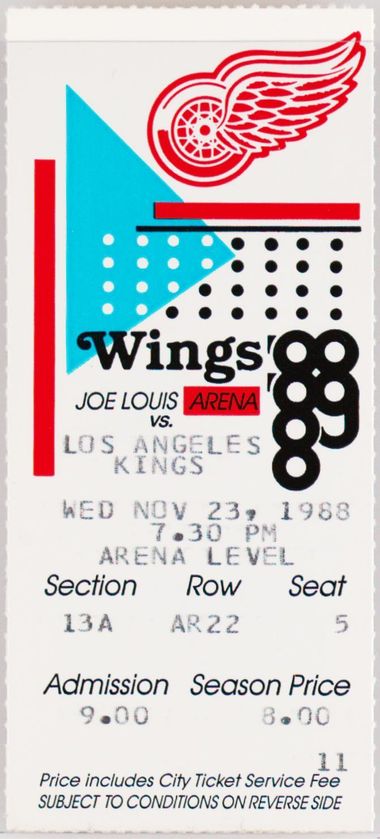 Wings '88 '89
JOE LOUIS ARENA
vs.
LOS ANGELES
KINGS
WED NOV 23, 1988
7.30 PM
ARENA LEVEL
Section Row Seat
13A AR22 5
Admission Season Price
9.00 8.00
11
Price includes City Ticket Service Fee
SUBJECT TO CONDITIONS ON REVERSE SIDE